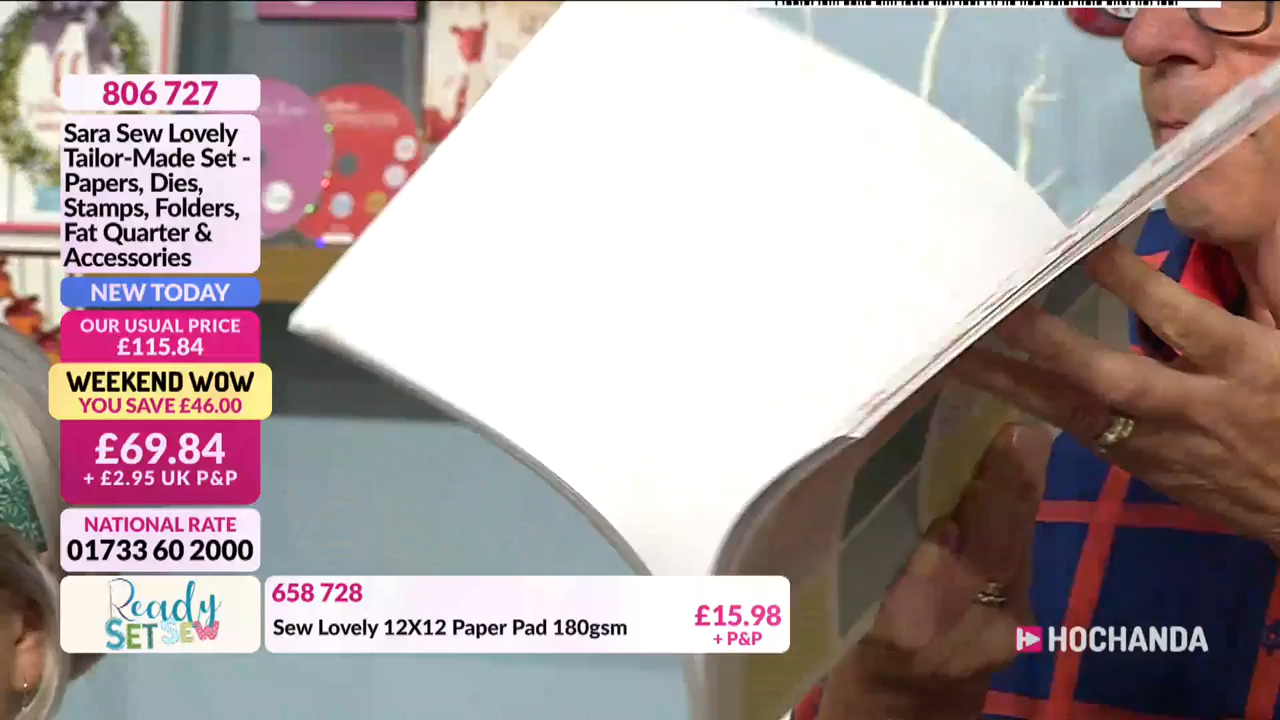 806 727
Sara Sew Lovely
Tailor-Made Set -
Papers, Dies,
Stamps, Folders,
Fat Quarter &
Accessories
NEW TODAY
OUR USUAL PRICE
£115.84
WEEKEND WOW
YOU SAVE £46.00
£69.84
+ £2.95 UK P&P
NATIONAL RATE
01733 60 2000
Ready
SET SEW
658 728
Sew Lovely 12X12 Paper Pad 180gsm
£15.98
+ P&P
HOCHANDA